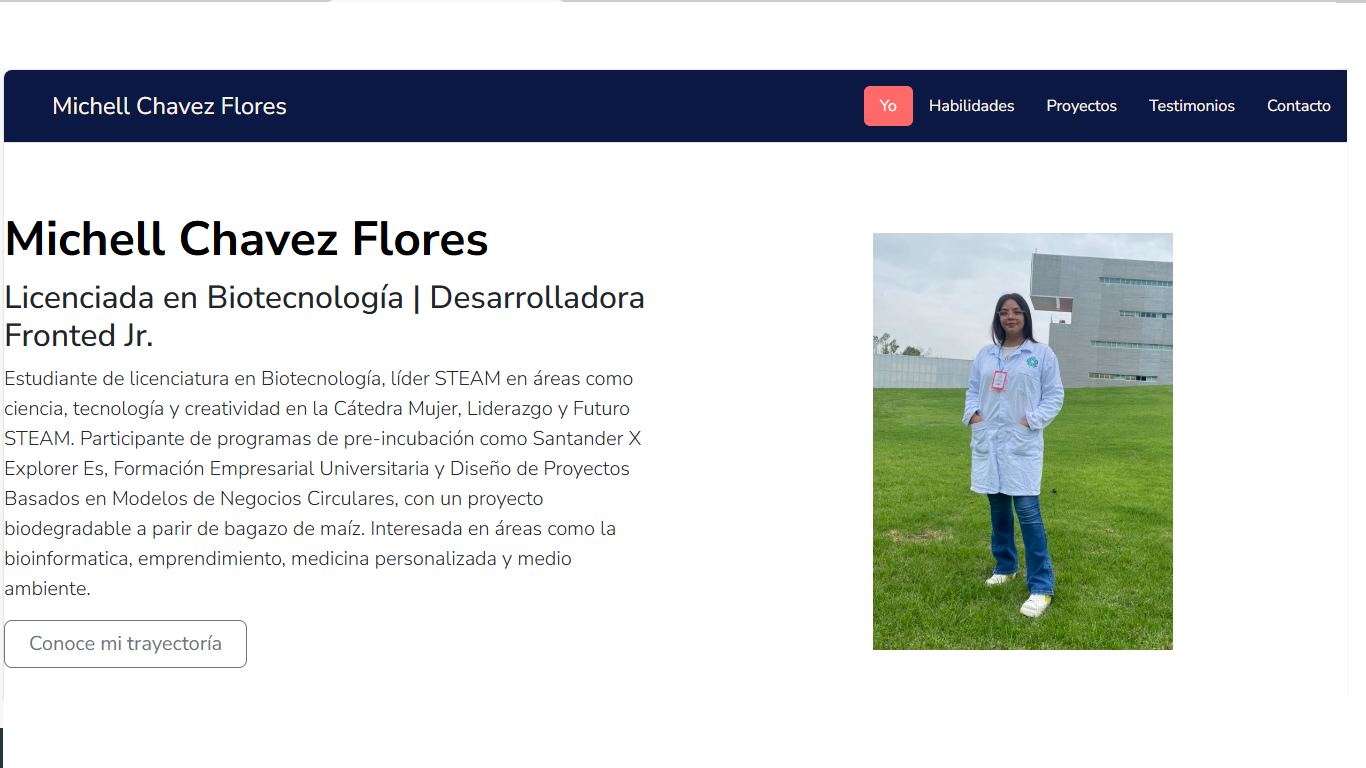 Michell Chavez Flores
Yo Habilidades Proyectos Testimonios Contacto
Michell Chavez Flores
Licenciada en Biotecnología | Desarrolladora
Fronted Jr.
Estudiante de licenciatura en Biotecnología, líder STEAM en áreas como
ciencia, tecnología y creatividad en la Cátedra Mujer, Liderazgo y Futuro
STEAM. Participante de programas de pre-incubación como Santander X
Explorer Es, Formación Empresarial Universitaria y Diseño de Proyectos
Basados en Modelos de Negocios Circulares, con un proyecto
biodegradable a parir de bagazo de maíz. Interesada en áreas como la
bioinformatica, emprendimiento, medicina personalizada y medio
ambiente.
Conoce mi trayectoría